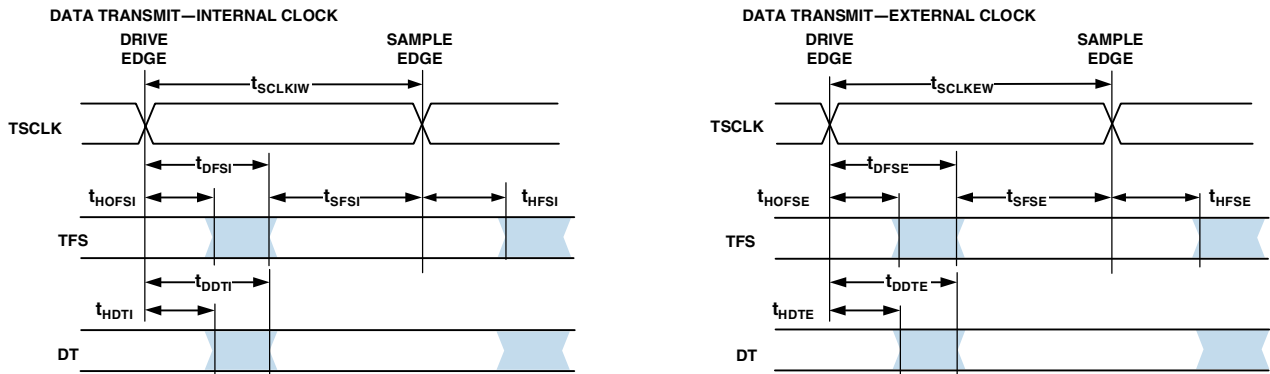 DATA TRANSMIT—INTERNAL CLOCK
DRIVE
EDGE
SAMPLE
EDGE
tSCLKIW
TSCLK
tDFSI
tHOFSI
tSFSI
tHFSI
TFS
tDDTI
tHDTI
DT
DATA TRANSMIT—EXTERNAL CLOCK
DRIVE
EDGE
SAMPLE
EDGE
tSCLKEW
TSCLK
tDFSE
tHOFSE
tSFSE
tHFSE
TFS
tDDTE
tHDTE
DT